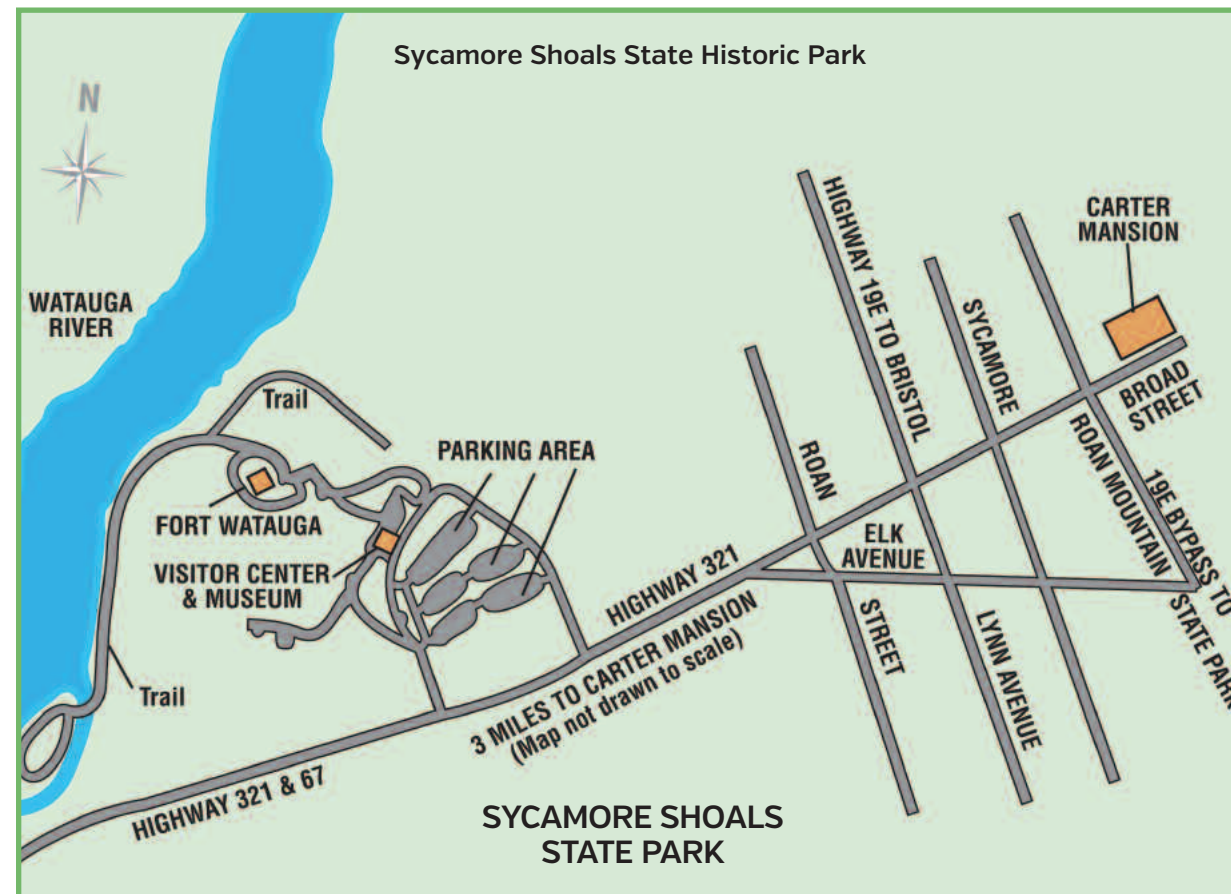 Sycamore Shoals State Historic Park
N
WATAUGA
RIVER
Trail
FORT WATAUGA
VISITOR CENTER
& MUSEUM
PARKING AREA
Trail
HIGHWAY 321 & 67
HIGHWAY 321
3 MILES TO CARTER MANSION
(Map not drawn to scale)
ROAN
STREET
HIGHWAY 19E TO BRISTOL
LYNN AVENUE
ELK
AVENUE
SYCAMORE
CARTER
MANSION
BROAD
STREET
19E BYPASS TO
ROAN MOUNTAIN
STATE PARK
SYCAMORE SHOALS
STATE PARK